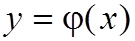 y = φ(x)